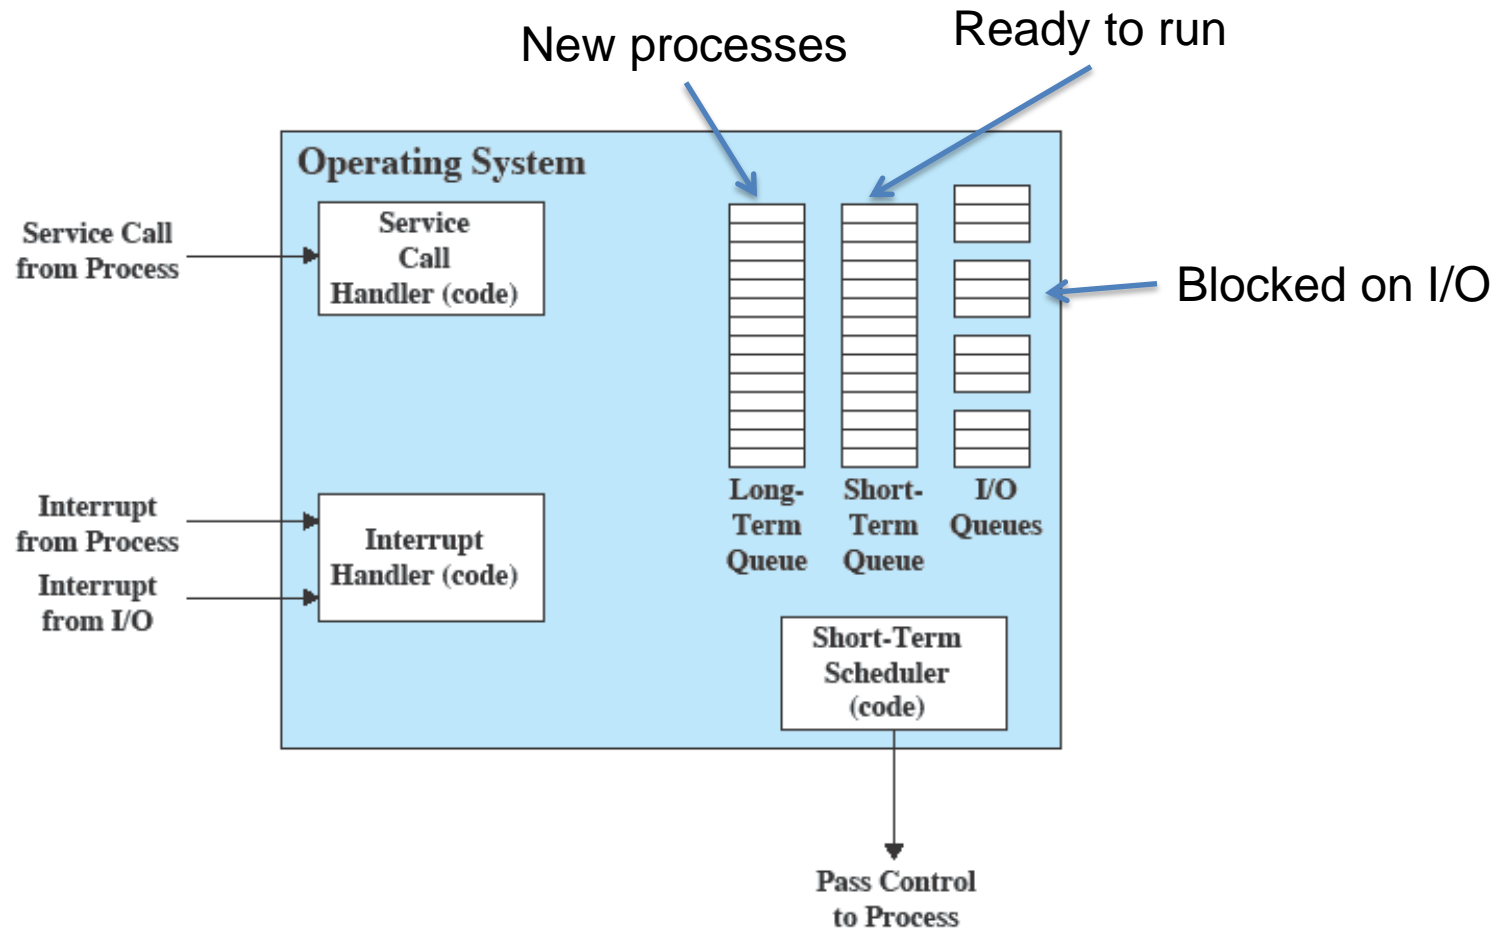 New processes
Ready to run
Operating System
Service Call
from Process
Service
Call
Handler (code)
Blocked on I/O
Long-
Term
Queue
Short-
Term
Queue
I/O
Queues
Interrupt
from Process
Interrupt
from I/O
Interrupt
Handler (code)
Short-Term
Scheduler
(code)
Pass Control
to Process